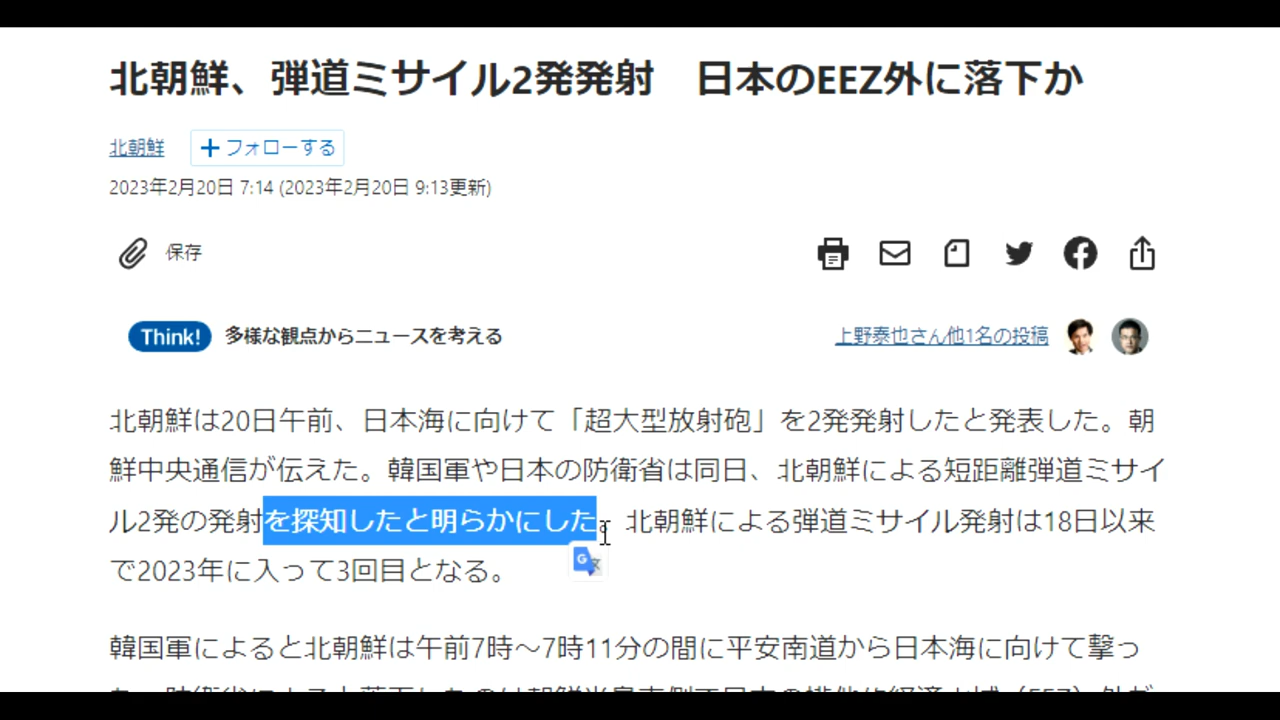 北朝鮮、弾道ミサイル2発発射　日本のEEZ外に落下か
北朝鮮 + フォローする
2023年2月20日 7:14 (2023年2月20日 9:13更新)
保存
Think! 多様な観点からニュースを考える 上野泰也さん他1名の投稿
北朝鮮は20日午前、日本海に向けて「超大型放射砲」を2発発射したと発表した。朝
鮮中央通信が伝えた。韓国軍や日本の防衛省は同日、北朝鮮による短距離弾道ミサイ
ル2発の発射を探知したと明らかにした。北朝鮮による弾道ミサイル発射は18日以来
で2023年に入って3回目となる。
韓国軍によると北朝鮮は午前7時～7時11分の間に平安南道から日本海に向けて撃っ